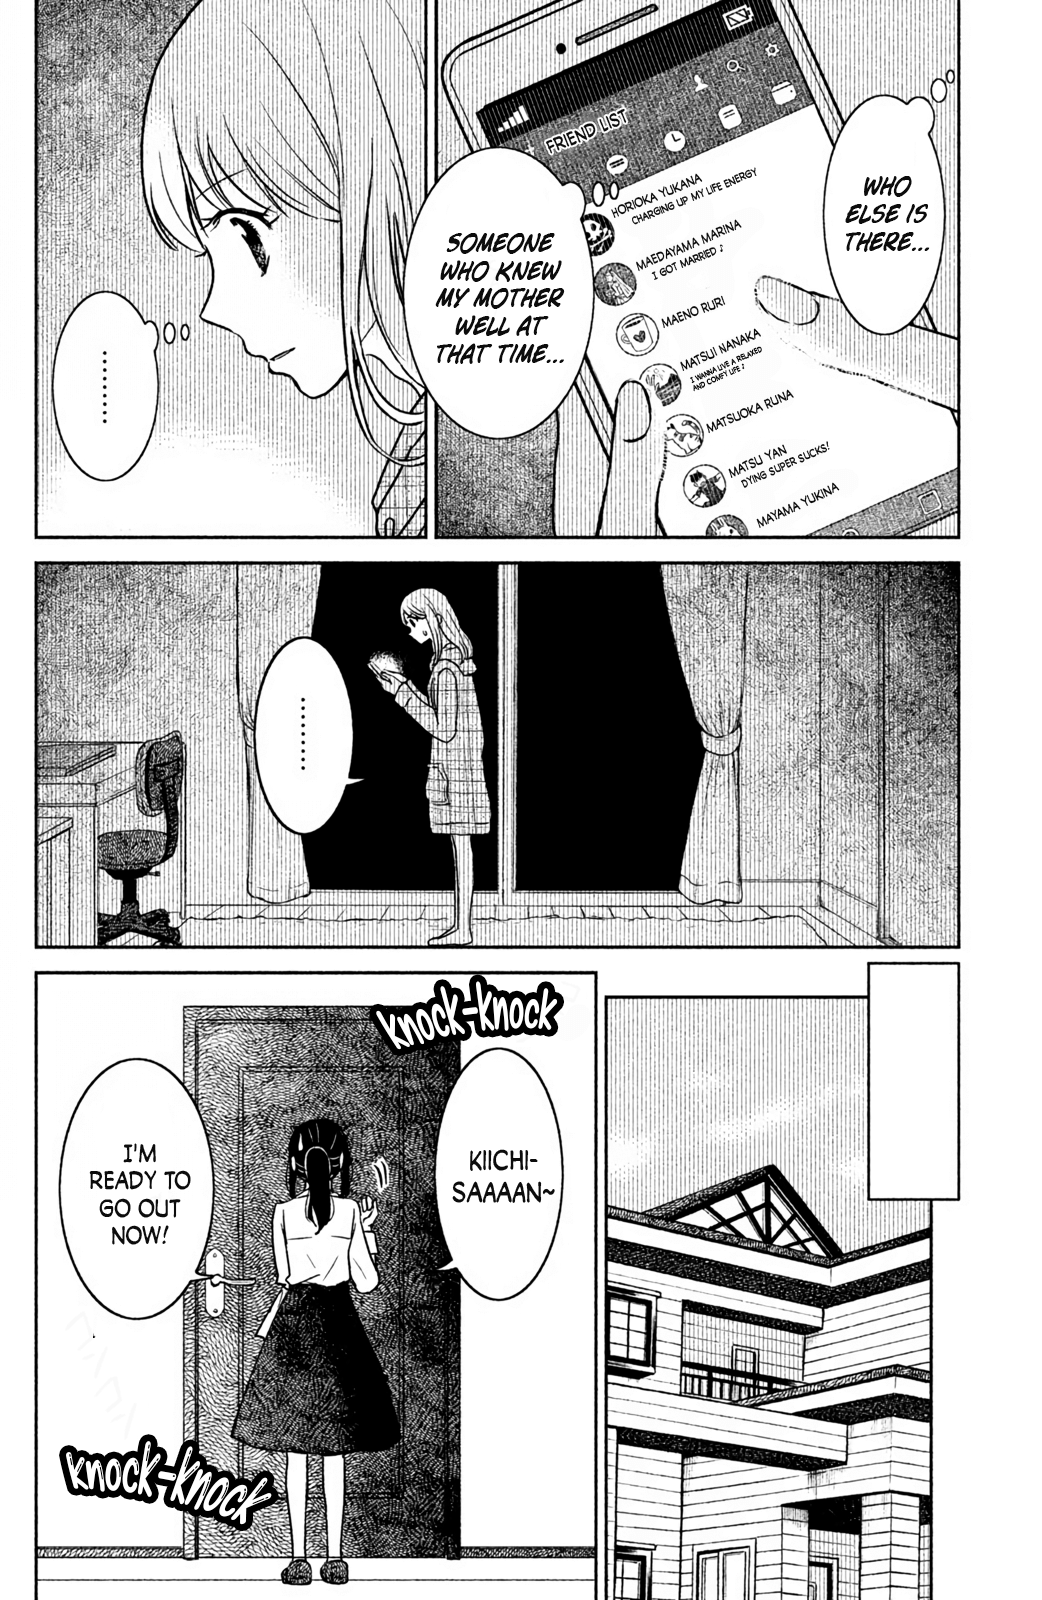 WHO
ELSE IS
THERE...
FRIEND LIST
HORIOKA YUKANA
CHARGING UP MY LIFE ENERGY
MAEDAYAMA MARINA
I GOT MARRIED ♪
MAENO RURI
MATSUI NANAKA
I WANNA LIVE A RELAXED
AND COMFY LIFE ♪
MATSUOKA RUNA
MATSU YAN
DYING SUPER SUCKS!
MAYAMA YUKINA
SOMEONE
WHO KNEW
MY MOTHER
WELL AT
THAT TIME...
.........
.........
knock-knock
KIICHI-
SAAAAN~
I'M
READY TO
GO OUT
NOW!
knock-knock